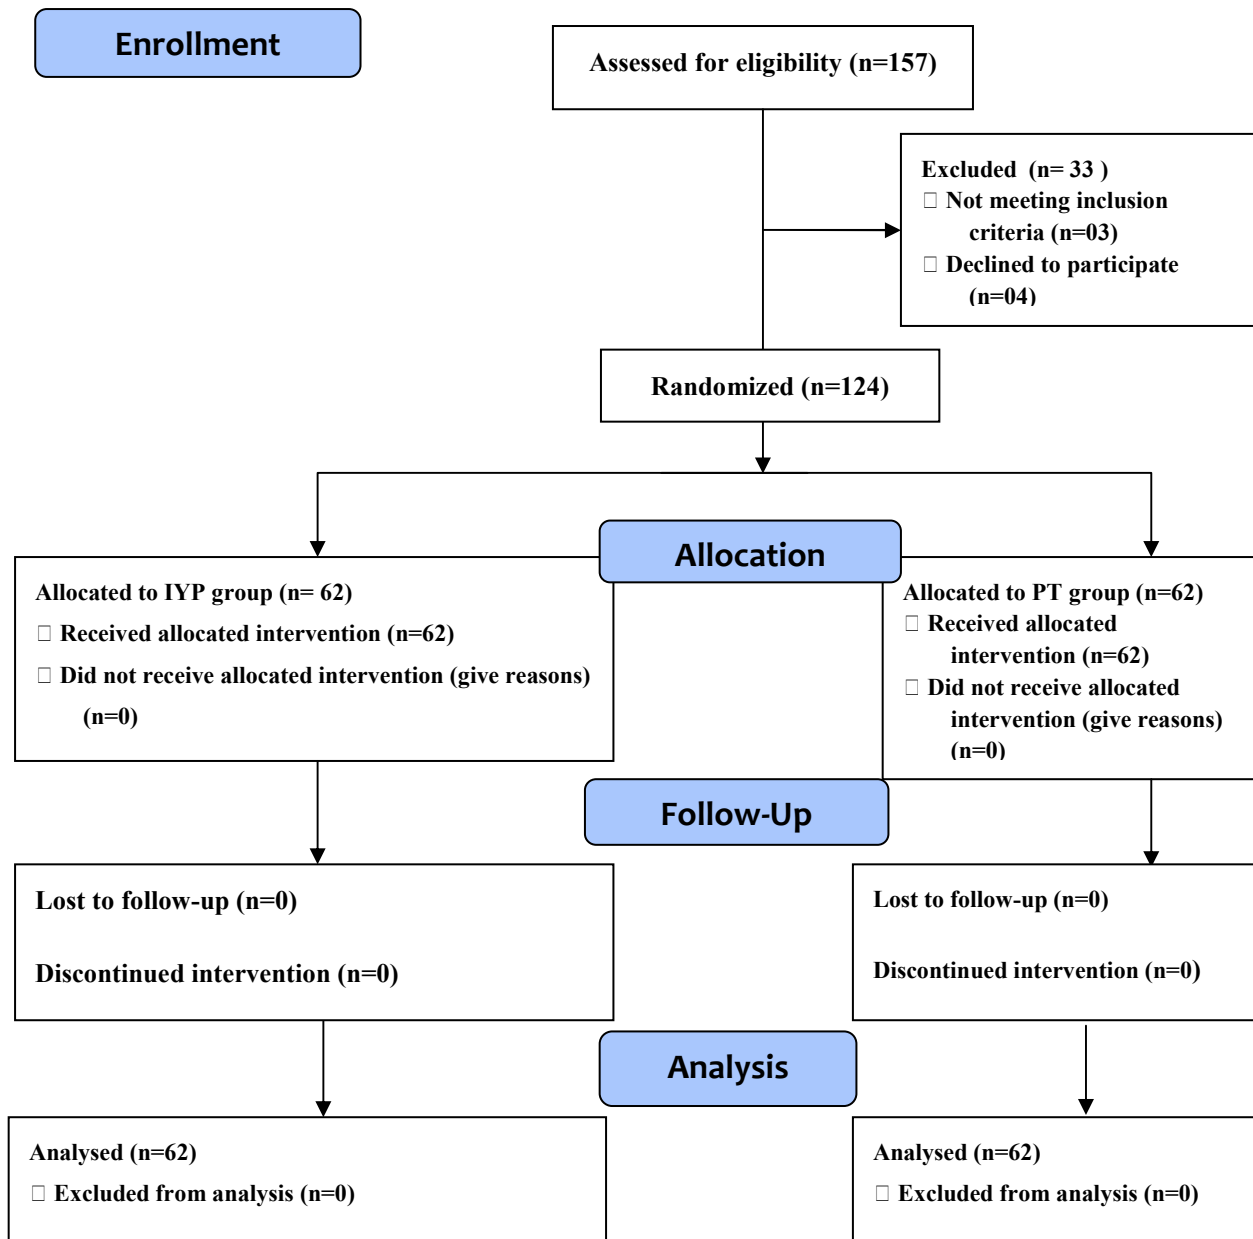 Enrollment
Assessed for eligibility (n=157)
Excluded (n= 33 )
□ Not meeting inclusion
criteria (n=03)
□ Declined to participate
(n=04)
Randomized (n=124)
Allocation
Allocated to IYP group (n= 62)
□ Received allocated intervention (n=62)
□ Did not receive allocated intervention (give reasons)
(n=0)
Allocated to PT group (n=62)
□ Received allocated
intervention (n=62)
□ Did not receive allocated
intervention (give reasons)
(n=0)
Follow-Up
Lost to follow-up (n=0)
Discontinued intervention (n=0)
Lost to follow-up (n=0)
Discontinued intervention (n=0)
Analysis
Analysed (n=62)
□ Excluded from analysis (n=0)
Analysed (n=62)
□ Excluded from analysis (n=0)